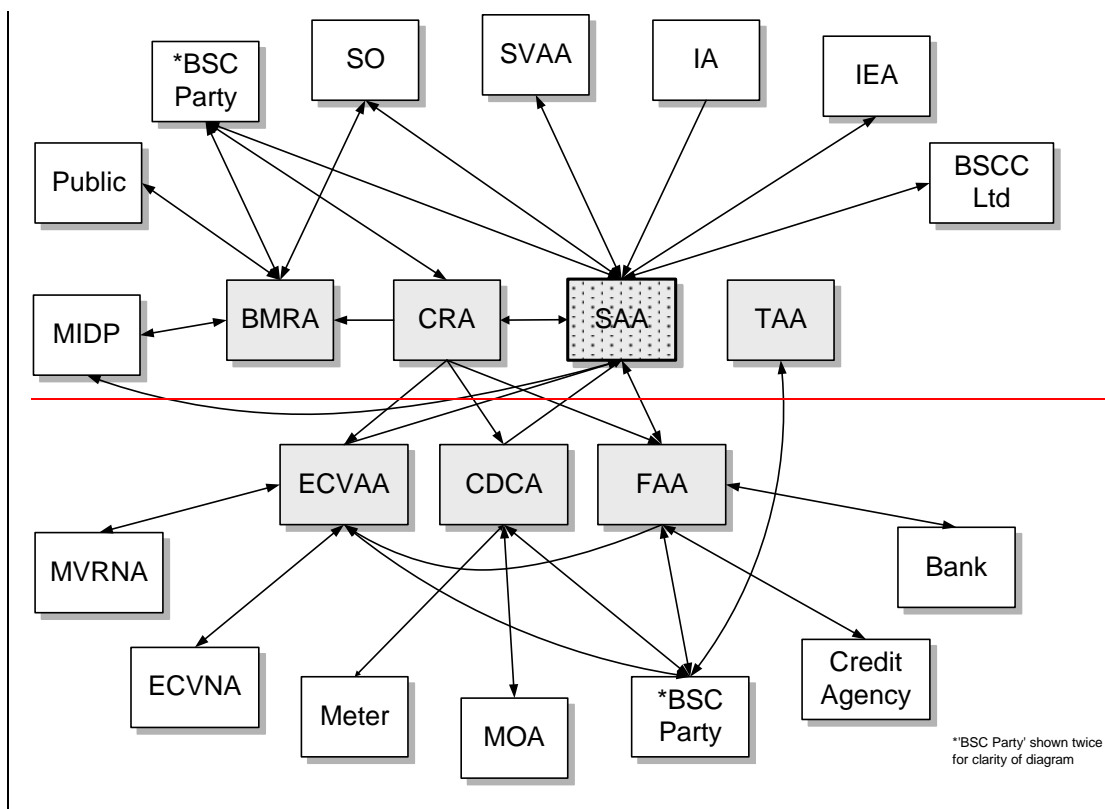 *BSC
Party
SO
SVAA
IA
IEA
Public
BSCC
Ltd
MIDP
BMRA
CRA
SAA
TAA
ECVAA
CDCA
FAA
MVRNA
Bank
ECVNA
Meter
MOA
*BSC
Party
Credit
Agency
*'BSC Party' shown twice
for clarity of diagram